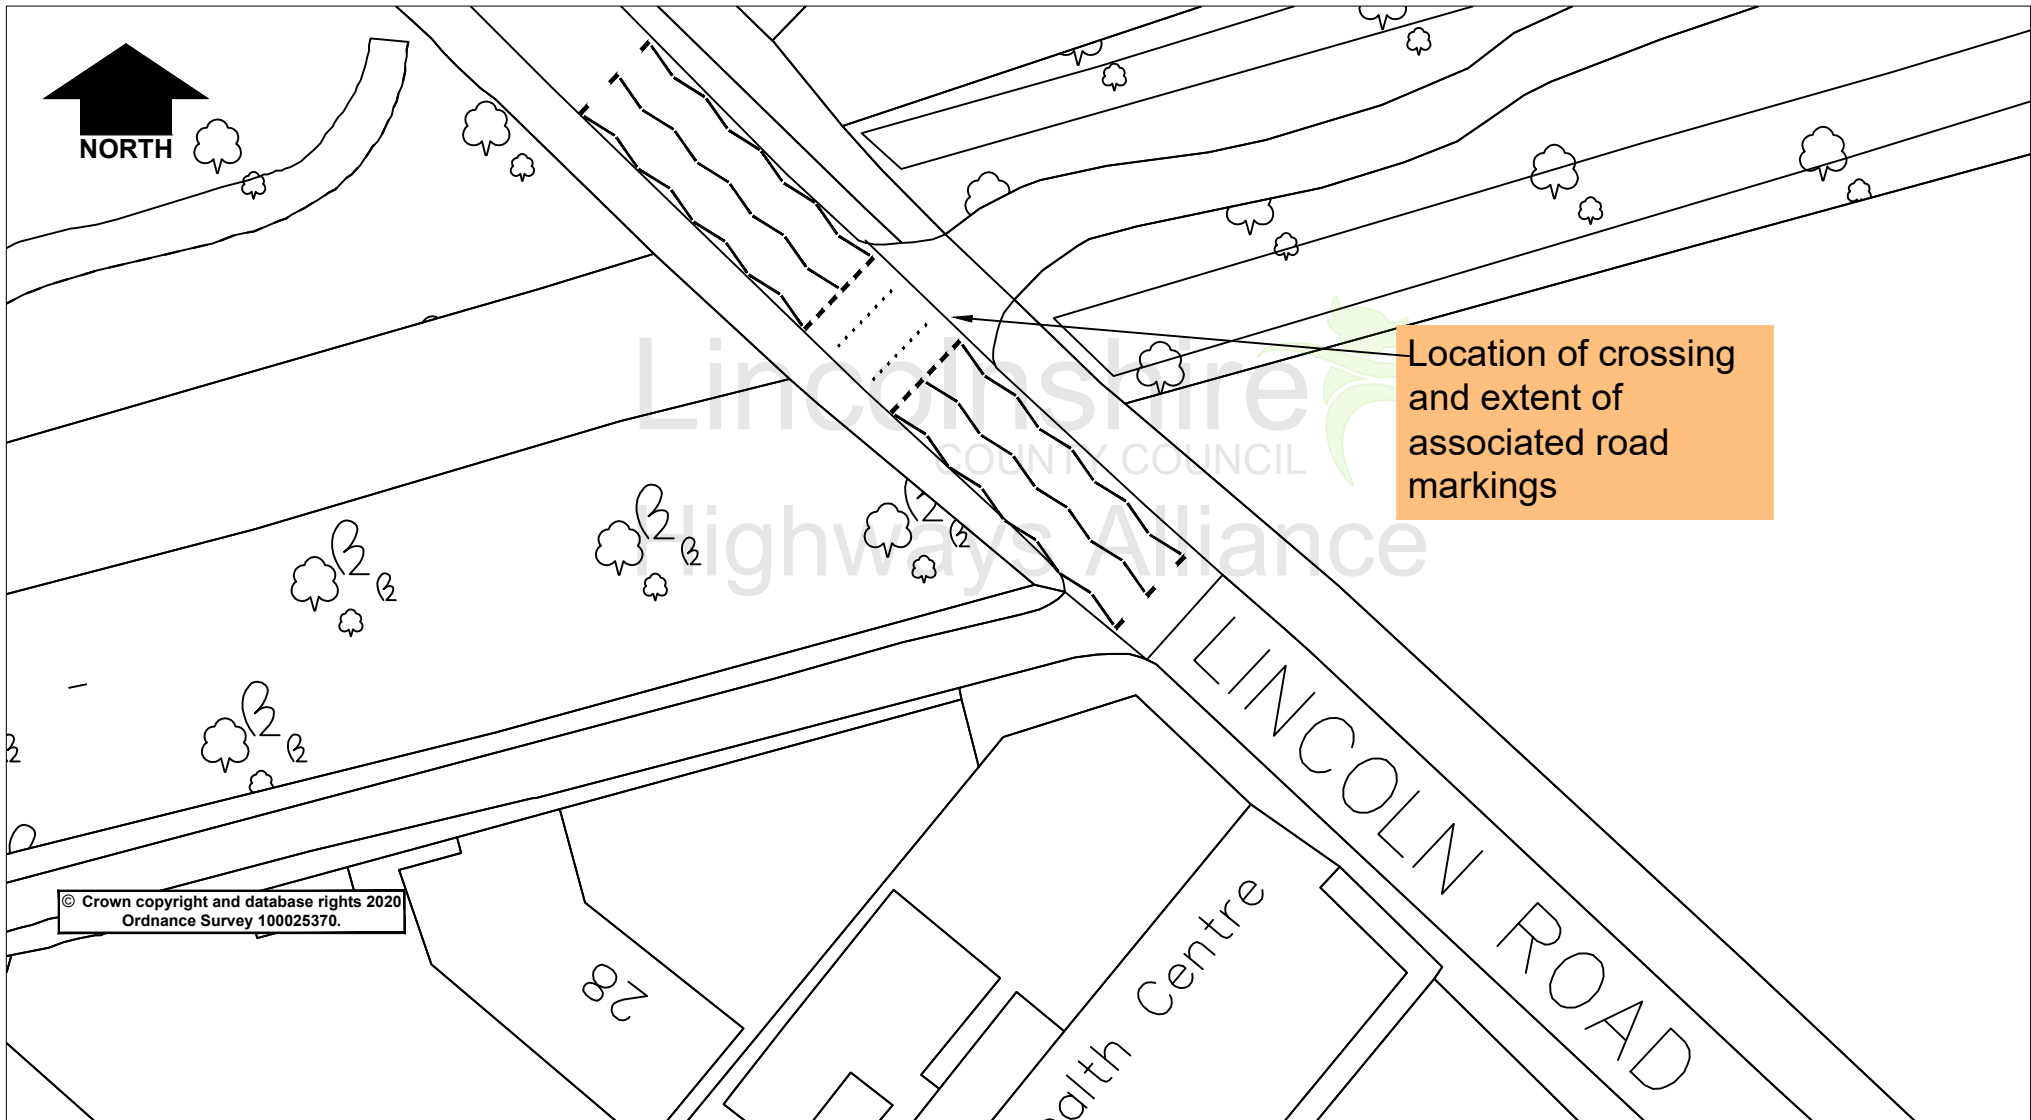 NORTH
Lincolnshire
COUNTY COUNCIL
Highways Alliance
Location of crossing
and extent of
associated road
markings
LINCOLN ROAD
© Crown copyright and database rights 2020
Ordnance Survey 100025370.
28
alth Centre